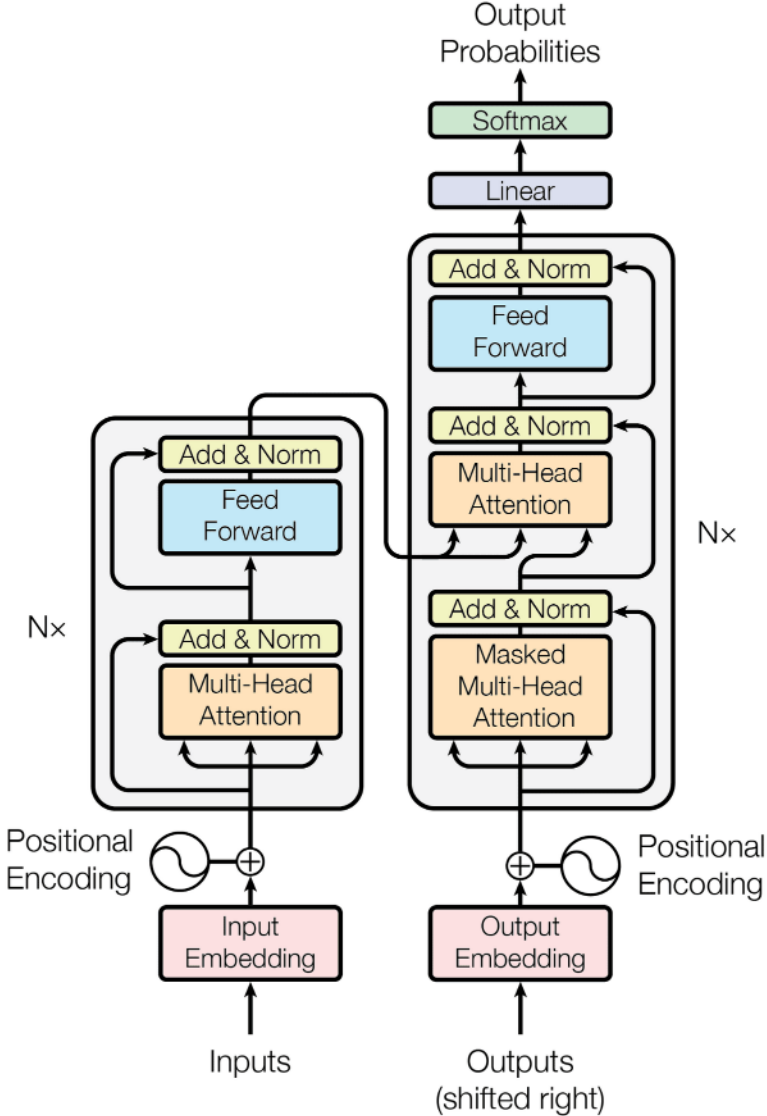 Output
Probabilities
Softmax
Linear
Add & Norm
Feed
Forward
Add & Norm
Multi-Head
Attention
Nx
Add & Norm
Masked
Multi-Head
Attention
Add & Norm
Feed
Forward
Nx
Add & Norm
Multi-Head
Attention
Positional
Encoding
Positional
Encoding
Input
Embedding
Output
Embedding
Inputs
Outputs
(shifted right)